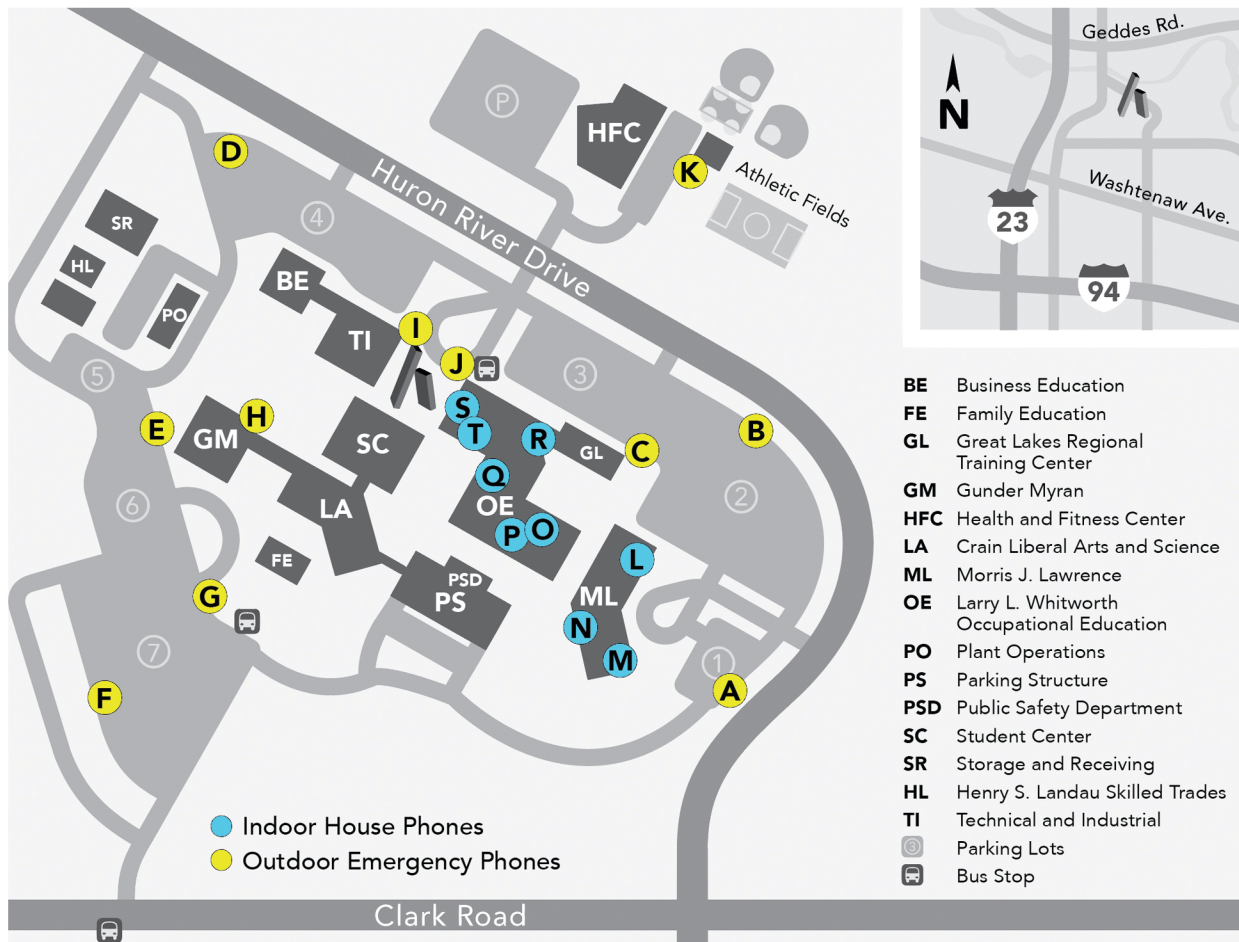 P
HFC
K
Athletic Fields
D
Huron River Drive
4
SR
HL
PO
BE
TI
I
J
3
5
S
T
R
GL
C
B
E
H
GM
SC
Q
OE
2
6
LA
P
O
L
FE
PSD
PS
ML
G
N
M
7
1
A
F
Indoor House Phones
Outdoor Emergency Phones
Clark Road
Geddes Rd.
N
Washtenaw Ave.
23
94
BE Business Education
FE Family Education
GL Great Lakes Regional
Training Center
GM Gunder Myran
HFC Health and Fitness Center
LA Crain Liberal Arts and Science
ML Morris J. Lawrence
OE Larry L. Whitworth
Occupational Education
PO Plant Operations
PS Parking Structure
PSD Public Safety Department
SC Student Center
SR Storage and Receiving
HL Henry S. Landau Skilled Trades
TI Technical and Industrial
3 Parking Lots
Bus Stop